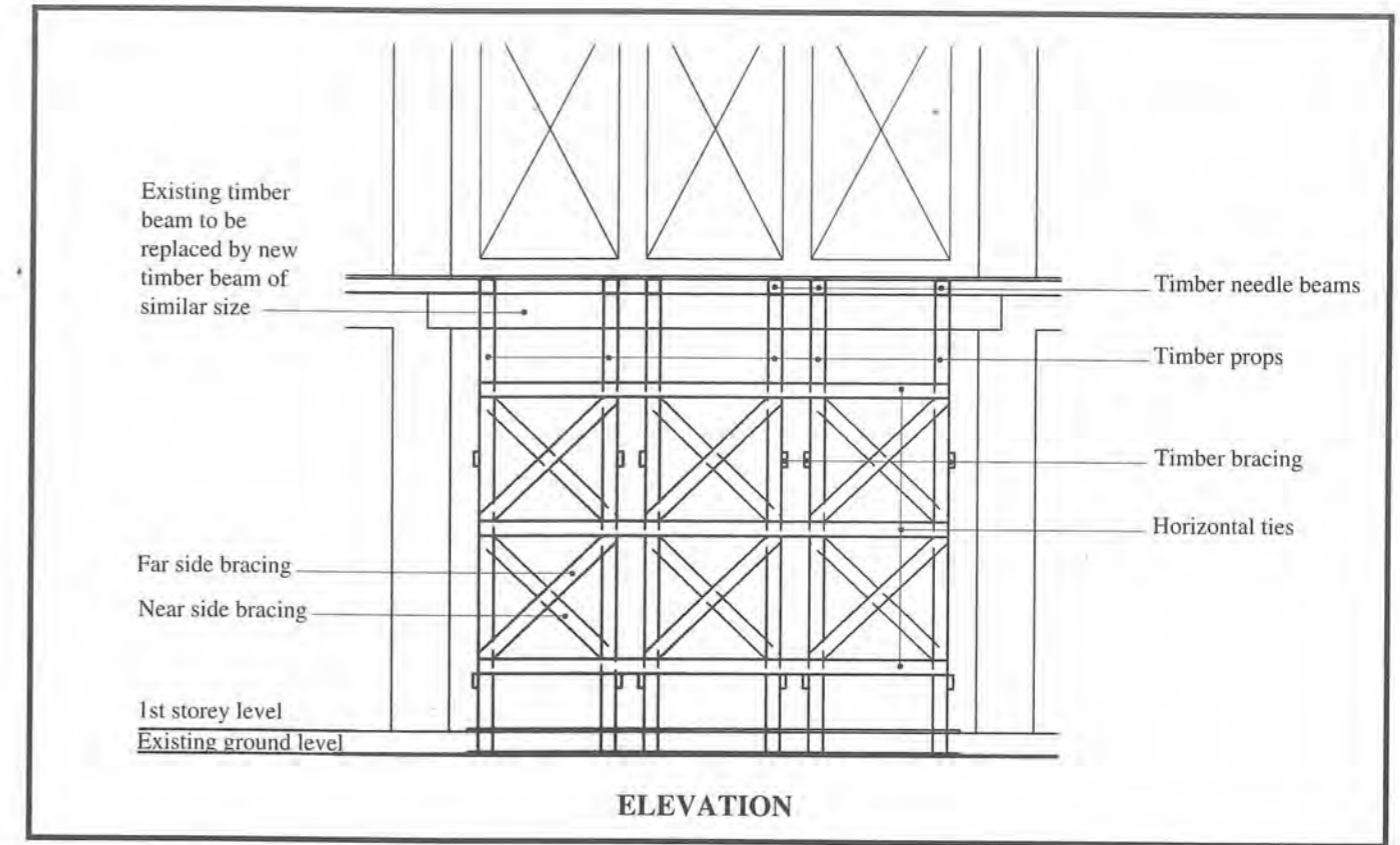 Existing timber
beam to be
replaced by new
timber beam of
similar size
Timber needle beams
Timber props
Timber bracing
Horizontal ties
Far side bracing
Near side bracing
1st storey level
Existing ground level
ELEVATION